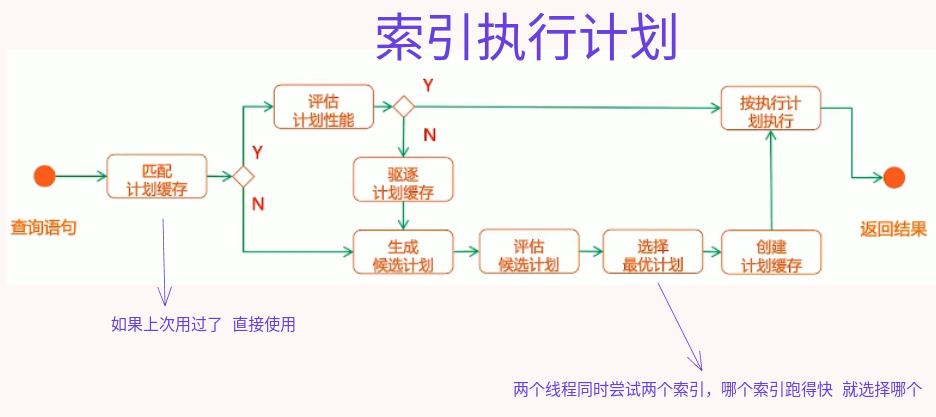 索引执行计划
Y
评估
计划性能
按执行计
划执行
Y
N
匹配
计划缓存
驱逐
计划缓存
N
查询语句
返回结果
生成
候选计划
评估
候选计划
选择
最优计划
创建
计划缓存
如果上次用过了 直接使用
两个线程同时尝试两个索引，哪个索引跑得快 就选择哪个